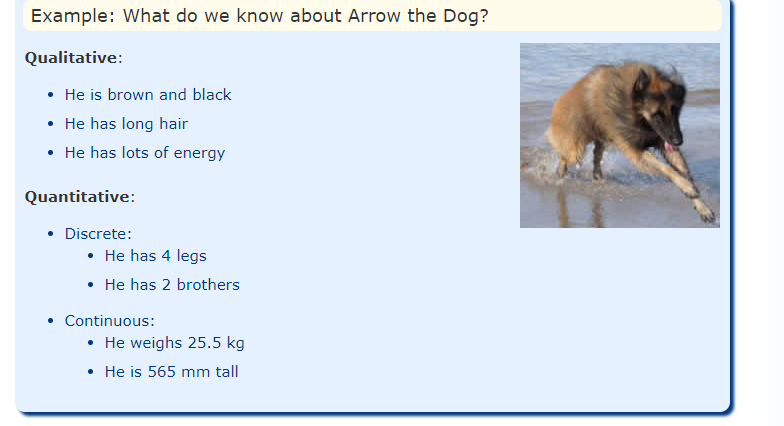 Example: What do we know about Arrow the Dog?
Qualitative:
• He is brown and black
• He has long hair
• He has lots of energy
Quantitative:
• Discrete:
• He has 4 legs
• He has 2 brothers
• Continuous:
• He weighs 25.5 kg
• He is 565 mm tall